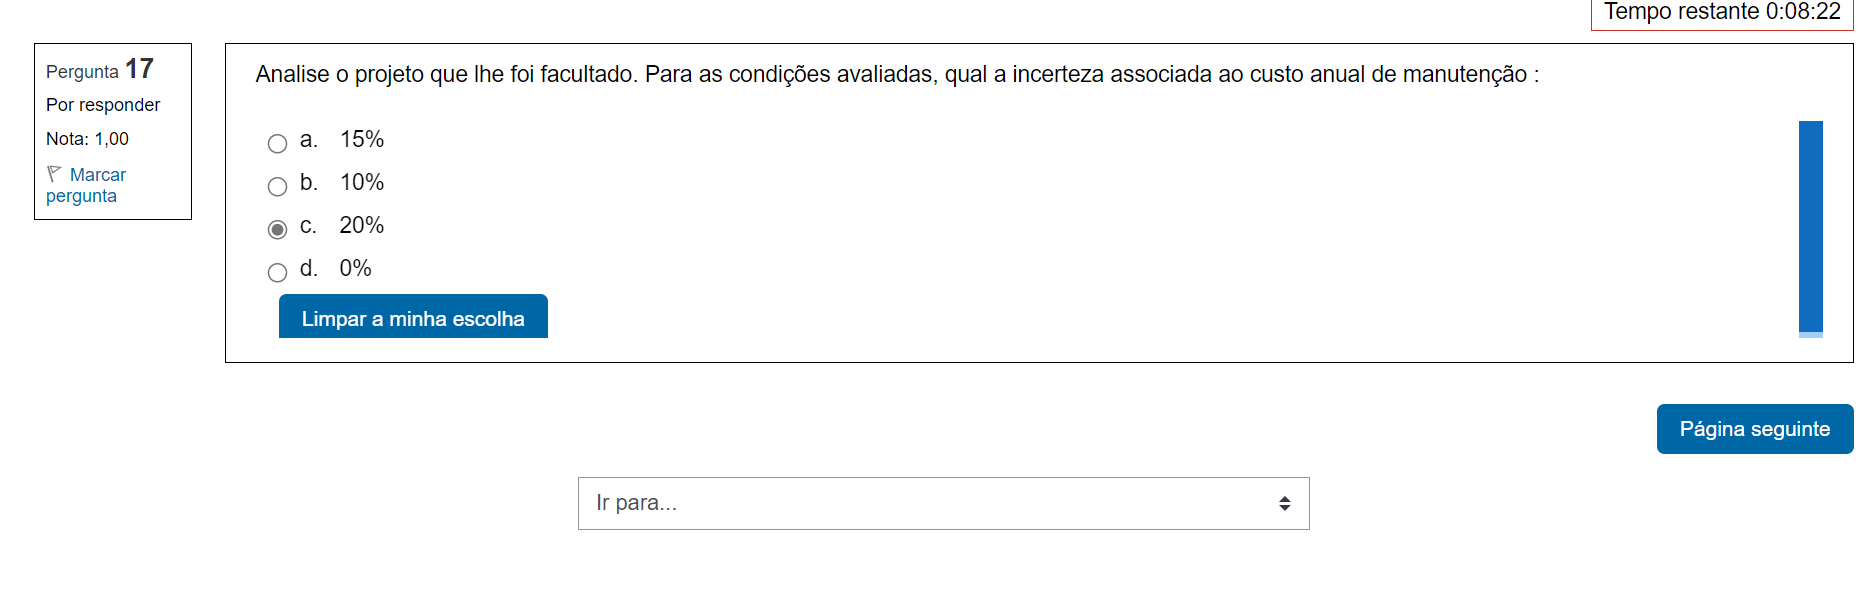 Tempo restante 0:08:22
Pergunta 17
Por responder
Nota: 1,00
Marcar
pergunta
Analise o projeto que lhe foi facultado. Para as condições avaliadas, qual a incerteza associada ao custo anual de manutenção :
a. 15%
b. 10%
c. 20%
d. 0%
Limpar a minha escolha
Página seguinte
Ir para...